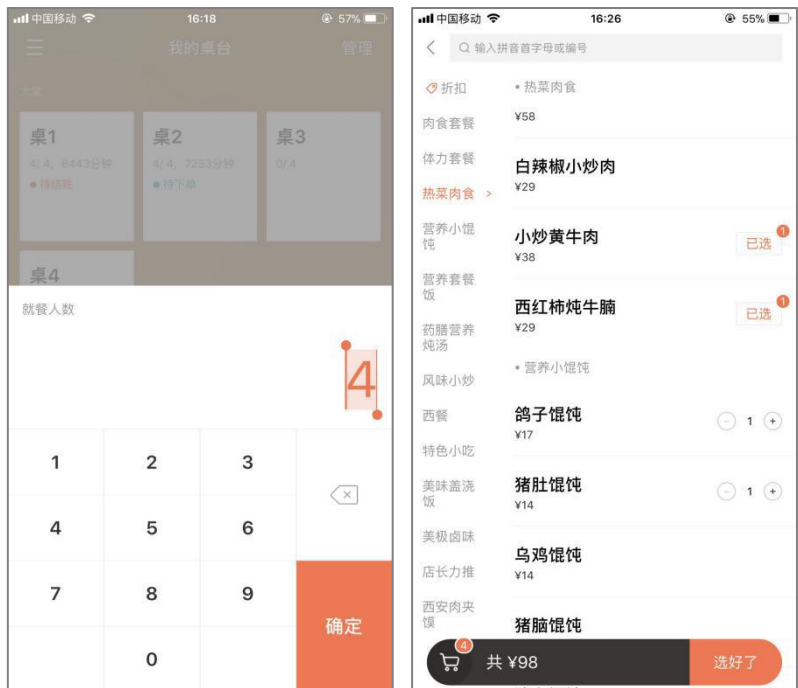 中国移动
16:18
57%
我的桌台
管理
大堂
桌1
4/4，8443分钟
待结账
桌2
4/4，7233分钟
待下单
桌3
0/4
桌4
就餐人数
4
1
2
3
4
5
6
7
8
9
确定
0
中国移动
16:26
55%
输入拼音首字母或编号
折扣
肉食套餐
体力套餐
热菜肉食 >
营养小馄
饨
营养套餐
饭
药膳营养
炖汤
风味小炒
西餐
特色小吃
美味盖浇
饭
美极卤味
店长力推
西安肉夹
馍
• 热菜肉食
¥58
白辣椒小炒肉
¥29
小炒黄牛肉
¥38
已选
1
西红柿炖牛腩
¥29
已选
1
• 营养小馄饨
鸽子馄饨
¥17
- 1 +
猪肚馄饨
¥14
- 1 +
乌鸡馄饨
¥14
猪脑馄饨
4
共 ¥98
选好了